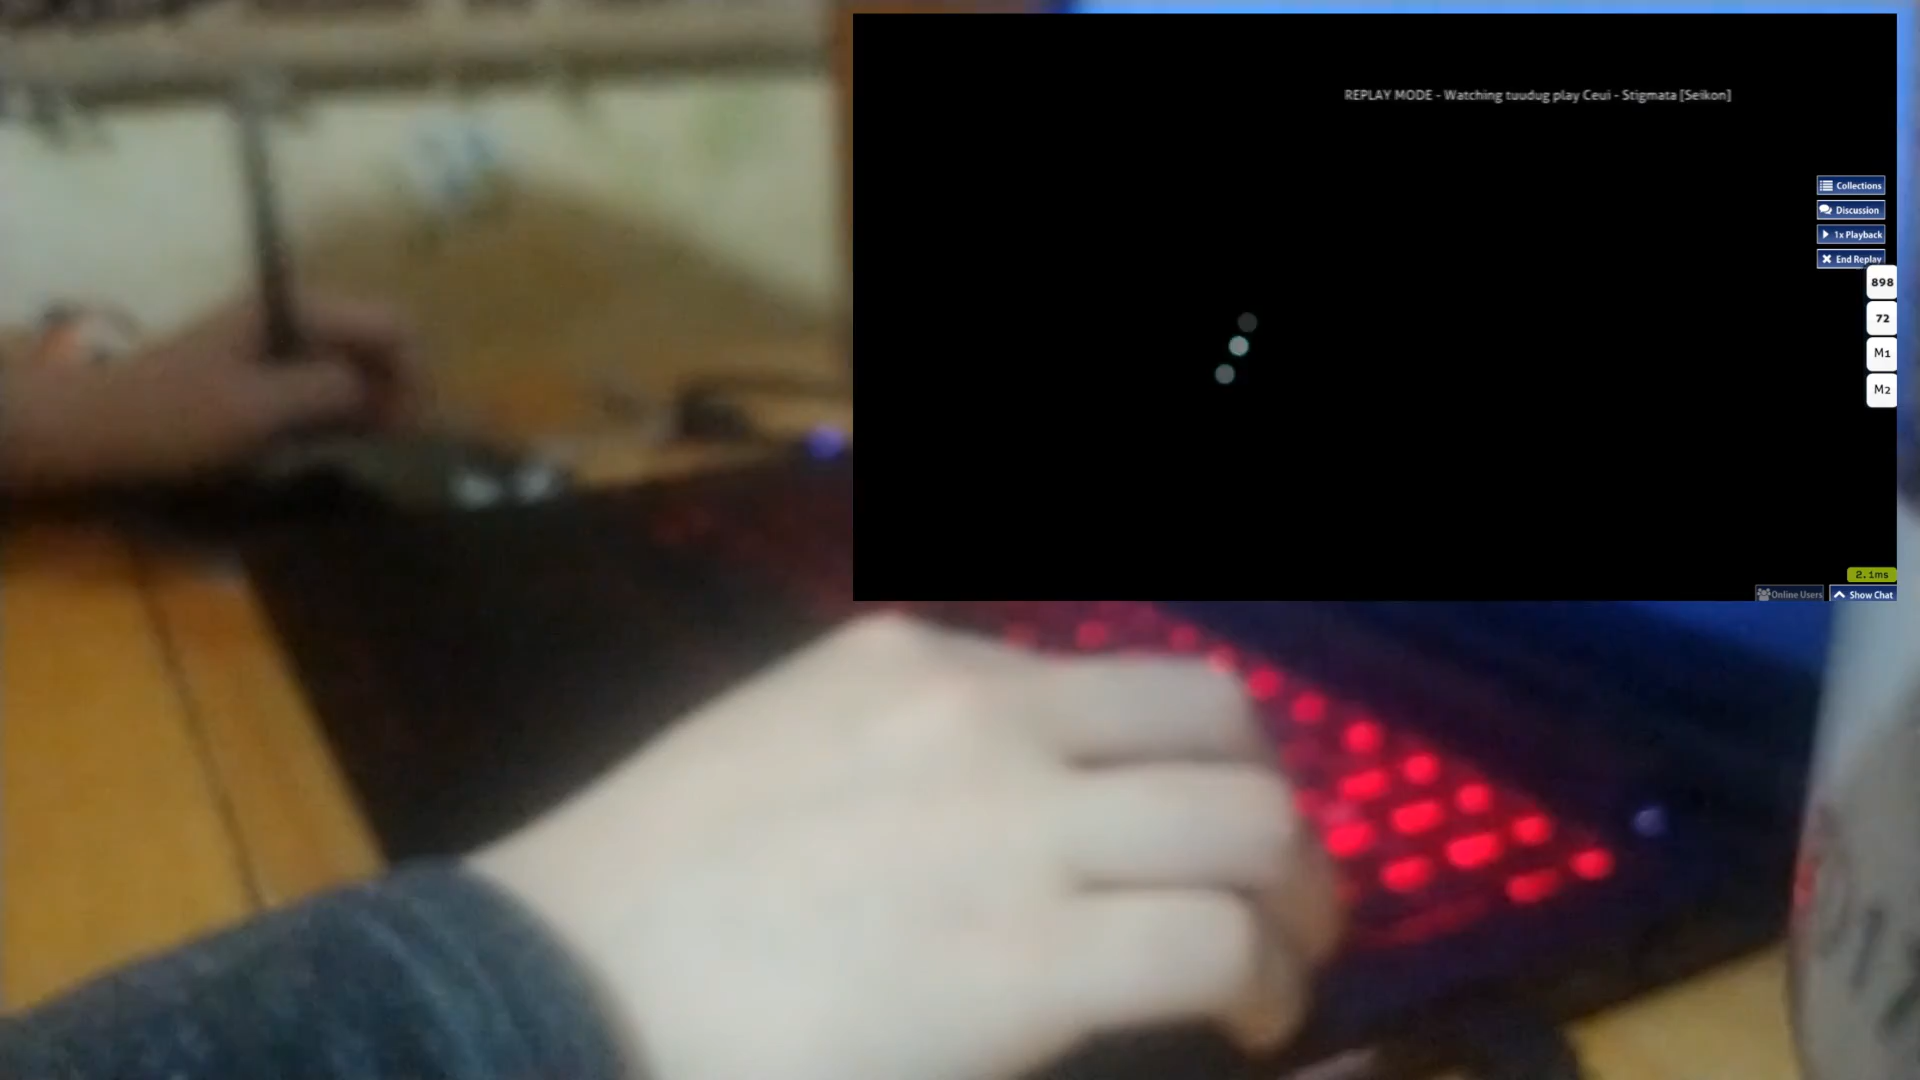 REPLAY MODE - Watching tuudug play Ceui - Stigmata [Seikon]
Collections
Discussion
1x Playback
End Replay
898
72
M1
M2
2.1ms
Online Users
Show Chat